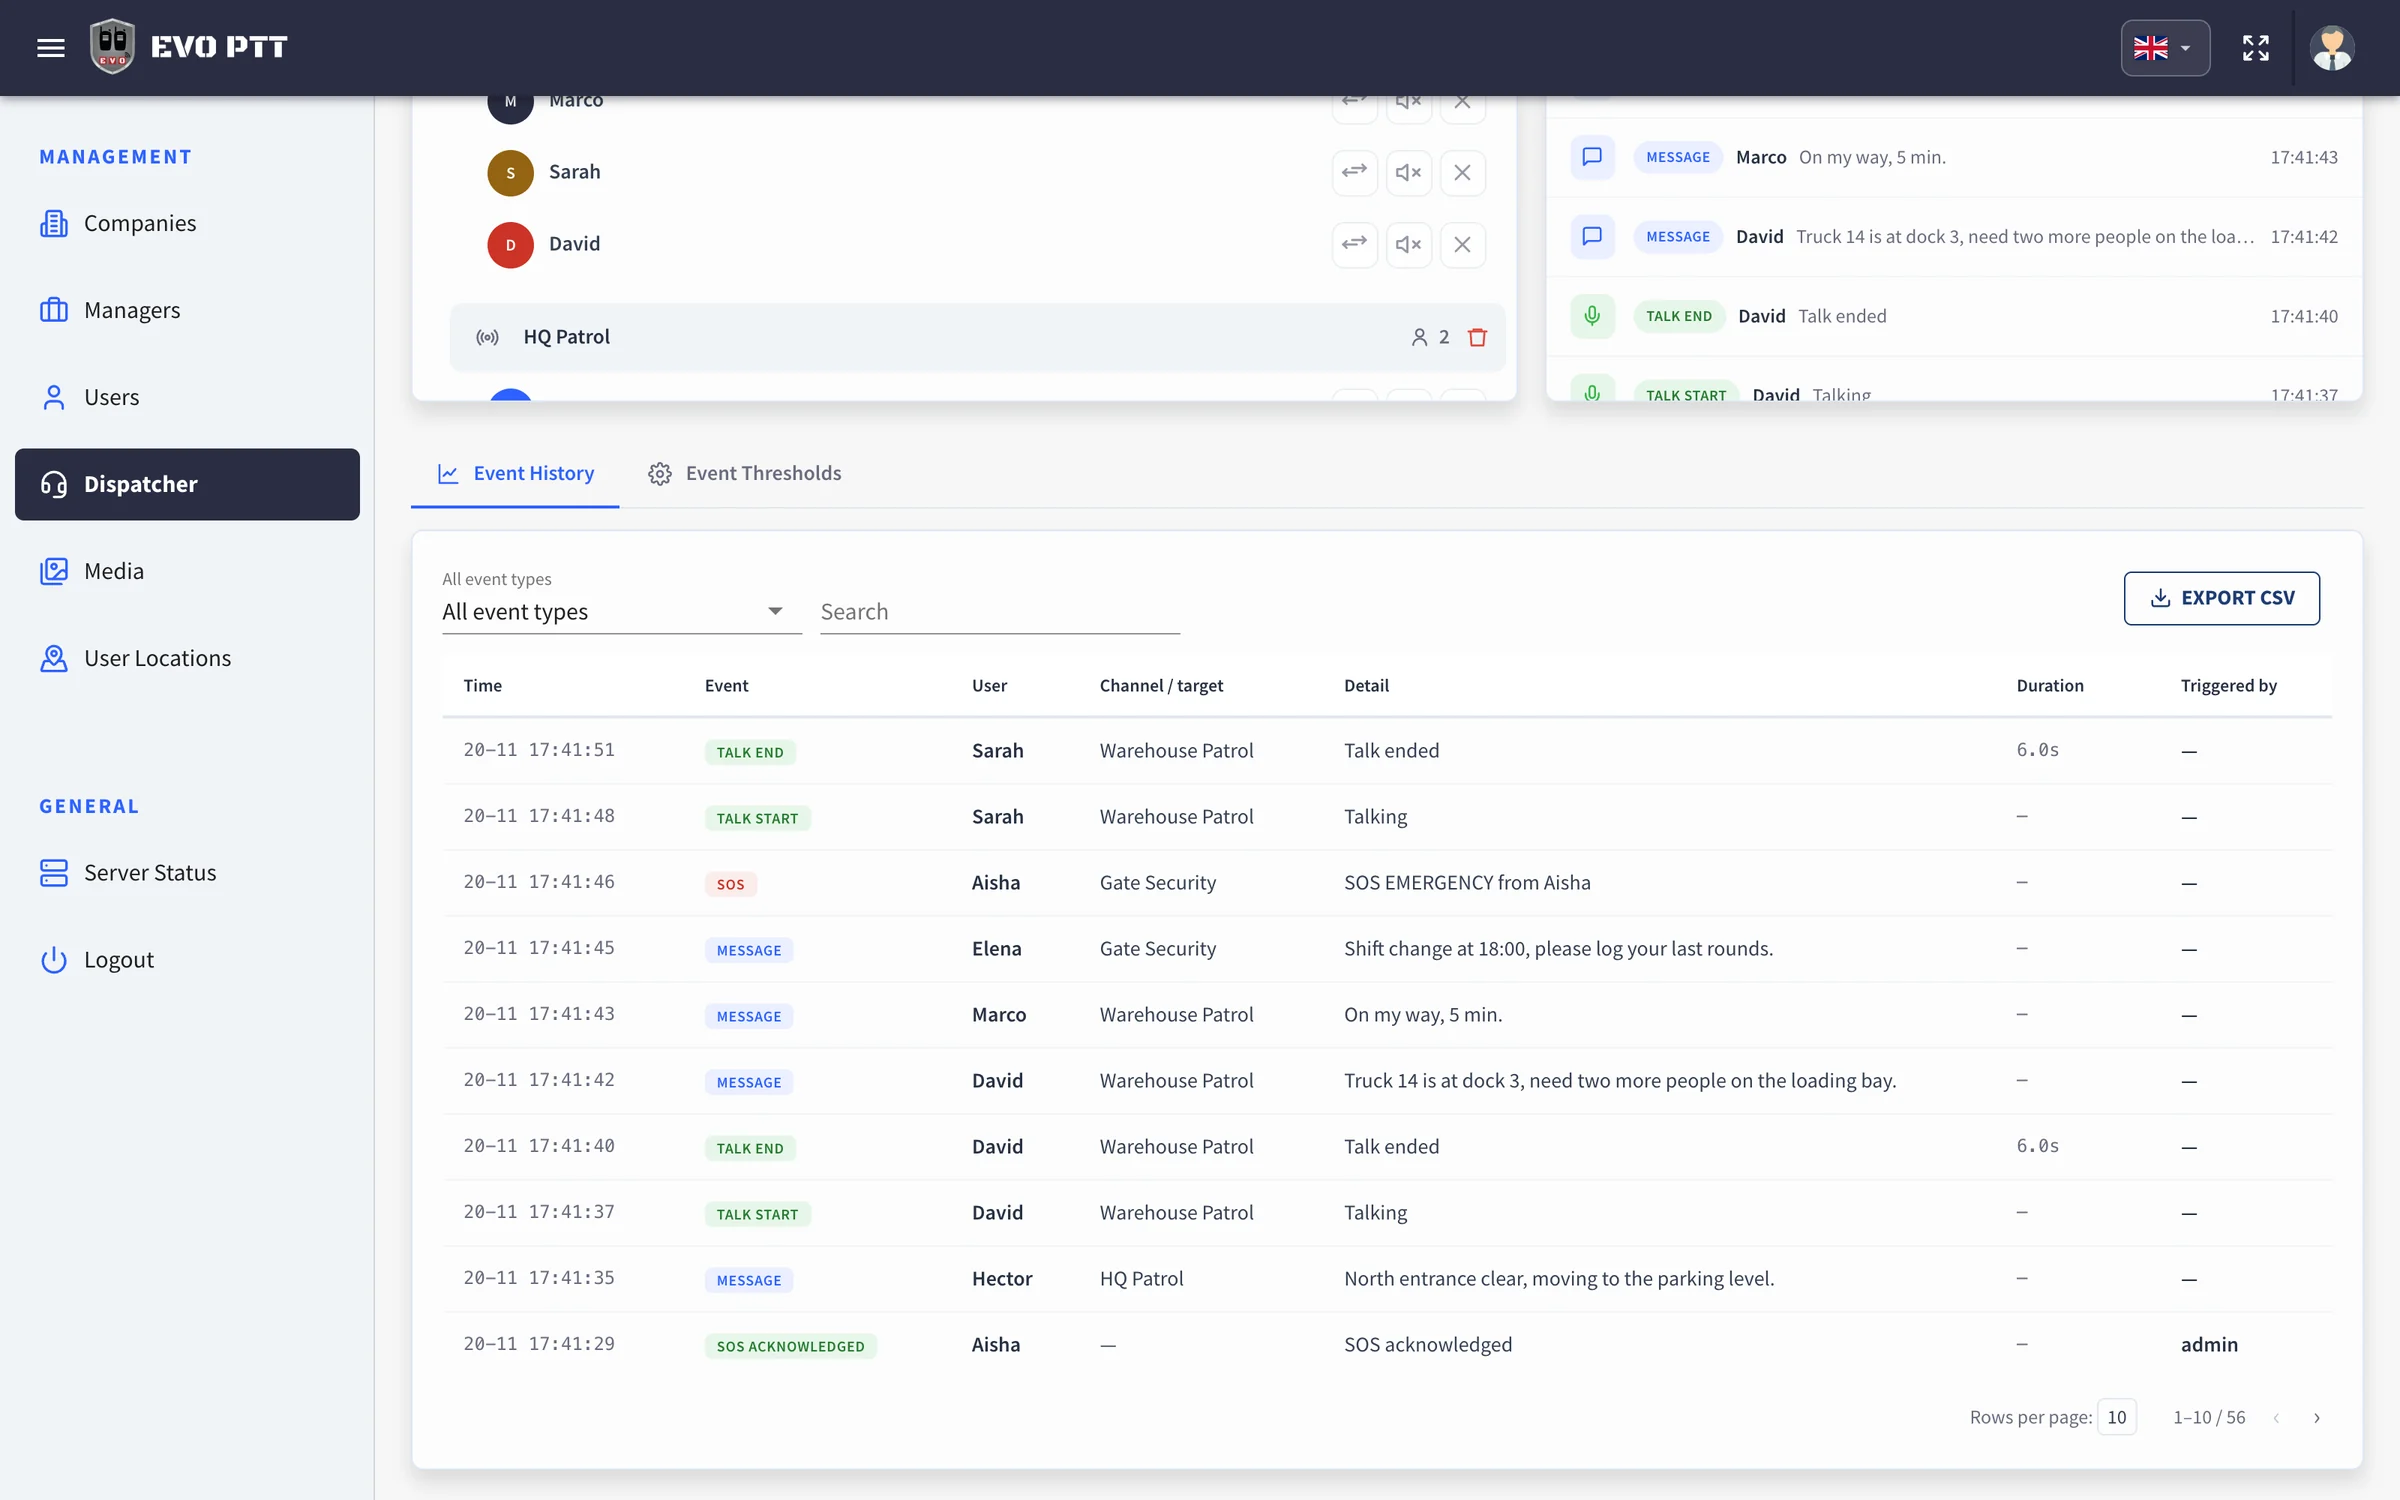 EVO PTT
EVO
MANAGEMENT
Companies
Managers
Users
Dispatcher
Media
User Locations
GENERAL
Server Status
Logout
M Marco
S Sarah
D David
HQ Patrol 2
MESSAGE Marco On my way, 5 min. 17:41:43
MESSAGE David Truck 14 is at dock 3, need two more people on the loa... 17:41:42
TALK END David Talk ended 17:41:40
TALK START David Talking 17:41:37
Event History Event Thresholds
All event types
All event types Search EXPORT CSV
Time Event User Channel / target Detail Duration Triggered by
20-11 17:41:51 TALK END Sarah Warehouse Patrol Talk ended 6.0s —
20-11 17:41:48 TALK START Sarah Warehouse Patrol Talking – —
20-11 17:41:46 SOS Aisha Gate Security SOS EMERGENCY from Aisha – —
20-11 17:41:45 MESSAGE Elena Gate Security Shift change at 18:00, please log your last rounds. – —
20-11 17:41:43 MESSAGE Marco Warehouse Patrol On my way, 5 min. – —
20-11 17:41:42 MESSAGE David Warehouse Patrol Truck 14 is at dock 3, need two more people on the loading bay. – —
20-11 17:41:40 TALK END David Warehouse Patrol Talk ended 6.0s —
20-11 17:41:37 TALK START David Warehouse Patrol Talking – —
20-11 17:41:35 MESSAGE Hector HQ Patrol North entrance clear, moving to the parking level. – —
20-11 17:41:29 SOS ACKNOWLEDGED Aisha — SOS acknowledged – admin
Rows per page: 10 1–10 / 56